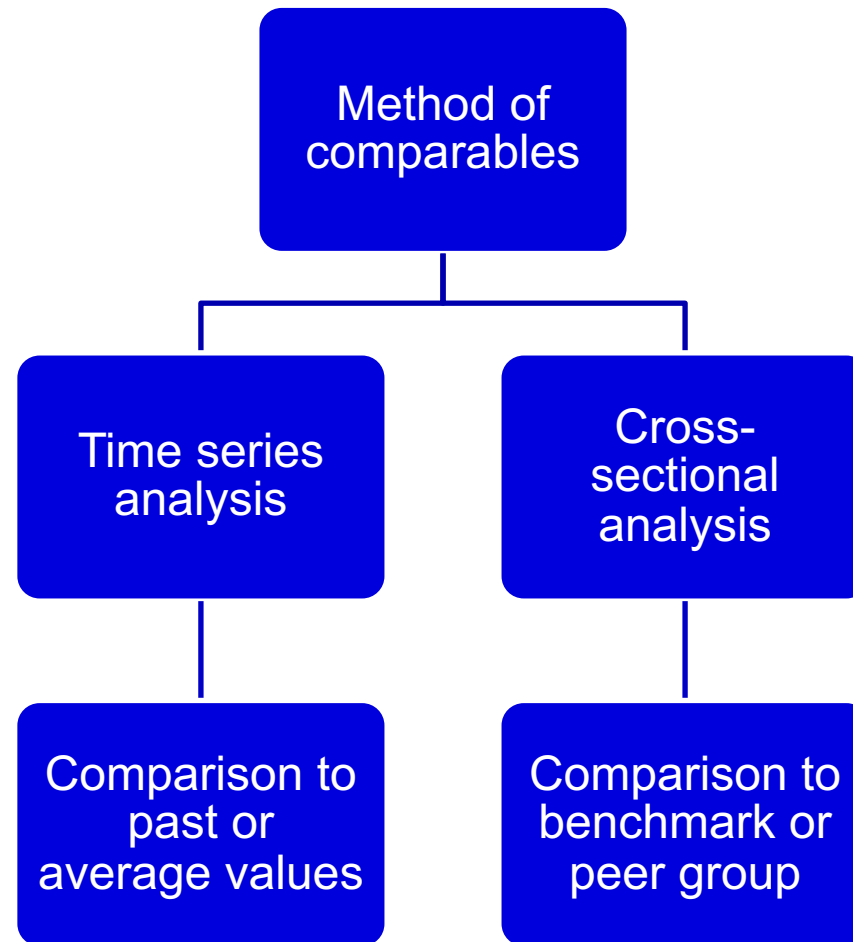 Method of
comparables
Time series
analysis
Cross-
sectional
analysis
Comparison to
past or
average values
Comparison to
benchmark or
peer group